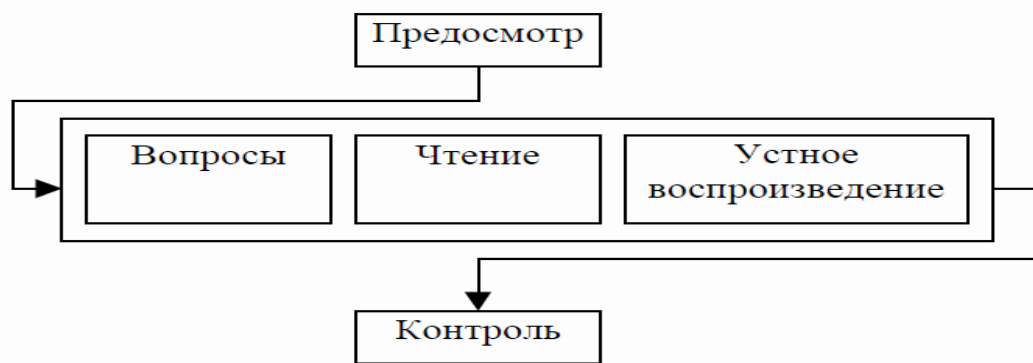 Предосмотр
Вопросы
Чтение
Устное
воспроизведение
Контроль